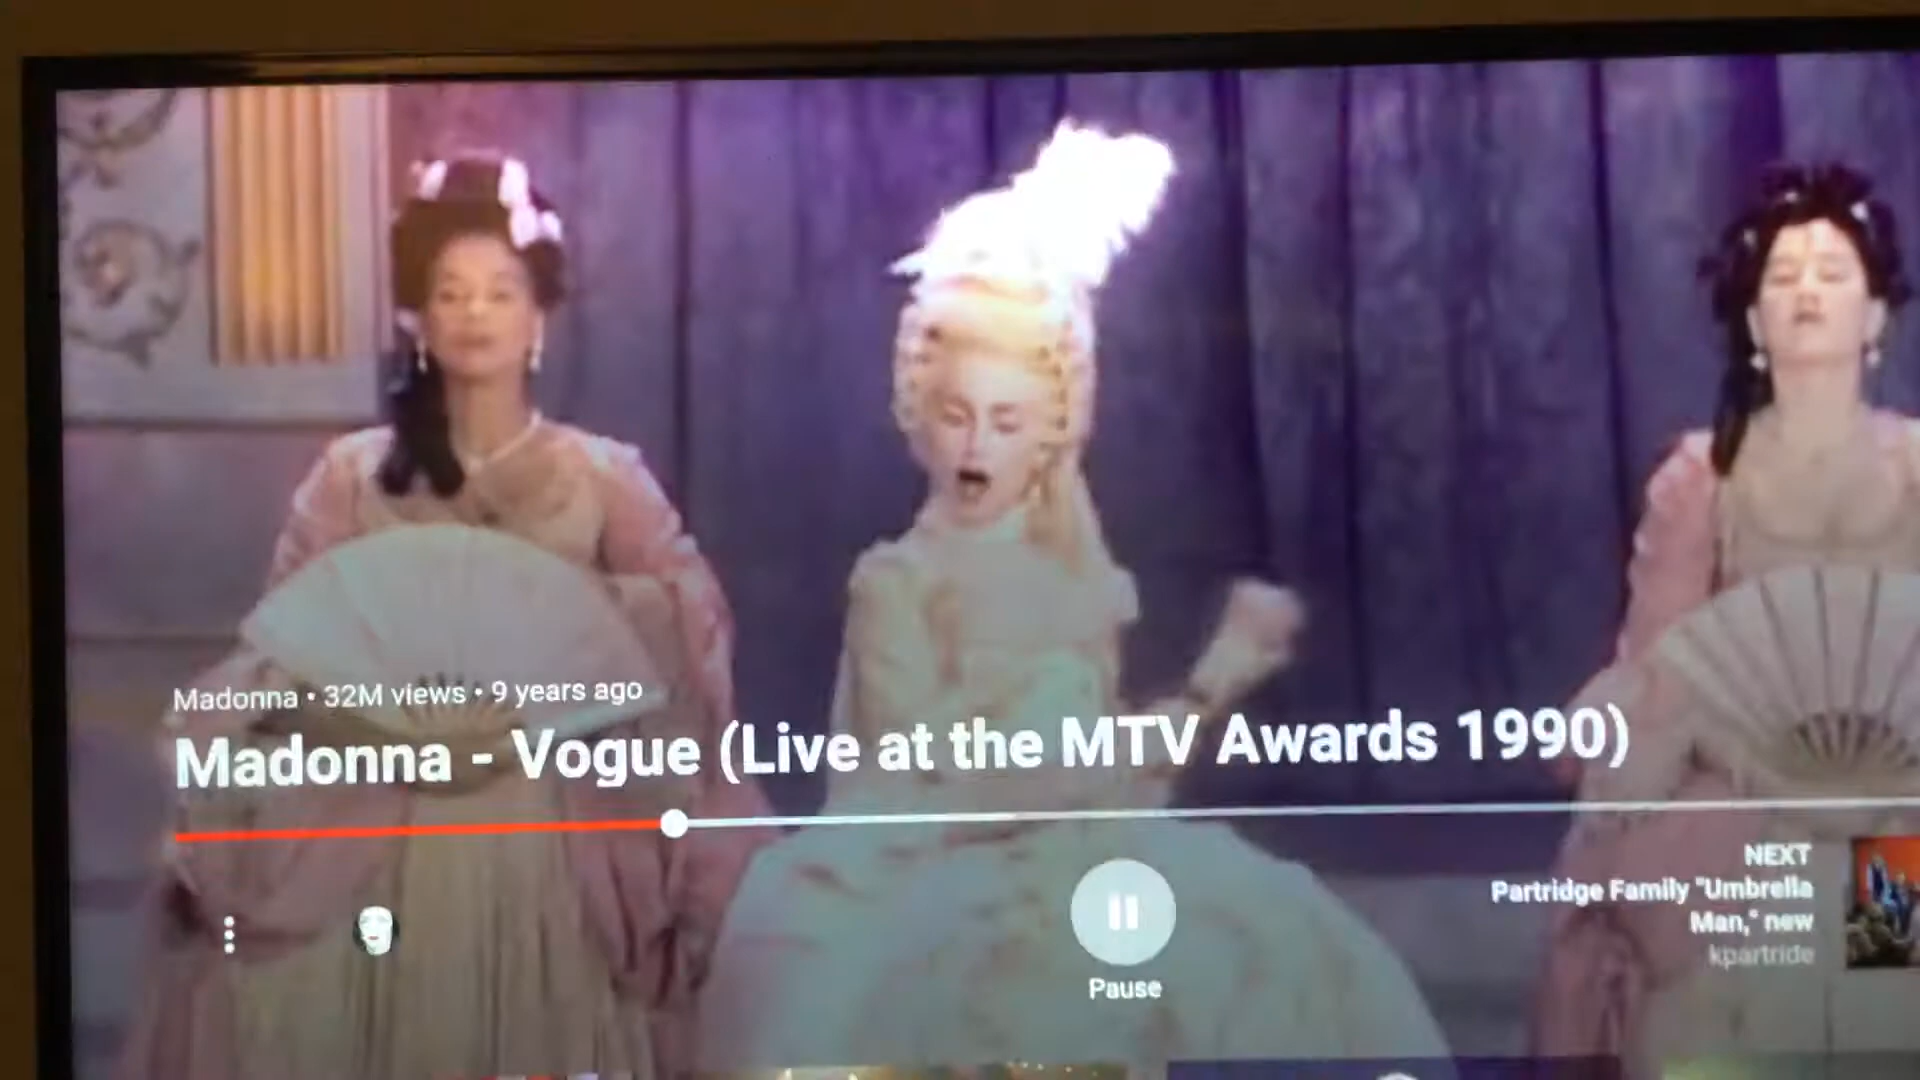 Madonna • 32M views • 9 years ago
Madonna - Vogue (Live at the MTV Awards 1990)
NEXT
Partridge Family "Umbrella
Man," new
kpartride
Pause